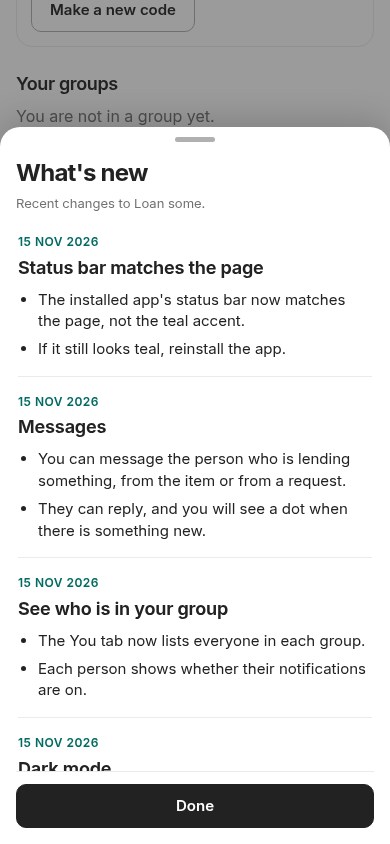 Make a new code
Your groups
You are not in a group yet.
What's new
Recent changes to Loan some.
15 NOV 2026
Status bar matches the page
• The installed app's status bar now matches
the page, not the teal accent.
• If it still looks teal, reinstall the app.
15 NOV 2026
Messages
• You can message the person who is lending
something, from the item or from a request.
• They can reply, and you will see a dot when
there is something new.
15 NOV 2026
See who is in your group
• The You tab now lists everyone in each group.
• Each person shows whether their notifications
are on.
15 NOV 2026
Dark mode
Done